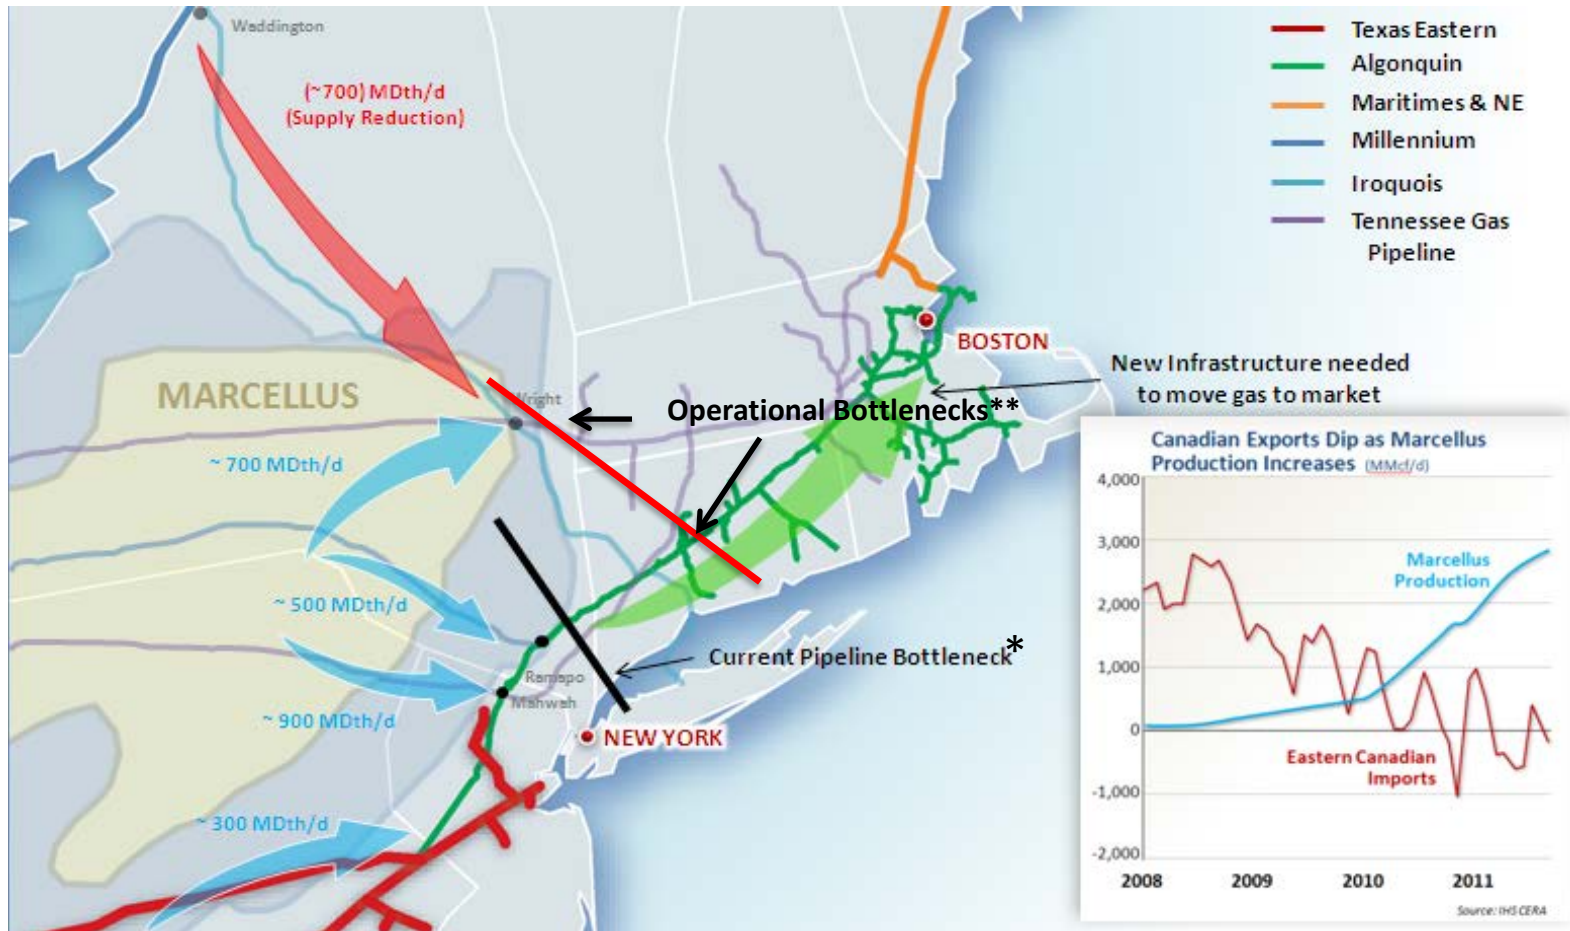 Waddington
(~700) MDth/d
(Supply Reduction)
Texas Eastern
Algonquin
Maritimes & NE
Millennium
Iroquois
Tennessee Gas
Pipeline
BOSTON
New Infrastructure needed
to move gas to market
MARCELLUS
Wright
Operational Bottlenecks**
~ 700 MDth/d
~ 500 MDth/d
Current Pipeline Bottleneck*
Ramapo
Mahwah
~ 900 MDth/d
NEW YORK
~ 300 MDth/d
Canadian Exports Dip as Marcellus
Production Increases (MMcf/d)
4,000
3,000
Marcellus
Production
2,000
1,000
0
Eastern Canadian
Imports
-1,000
-2,000
2008 2009 2010 2011
Source: IHS CERA